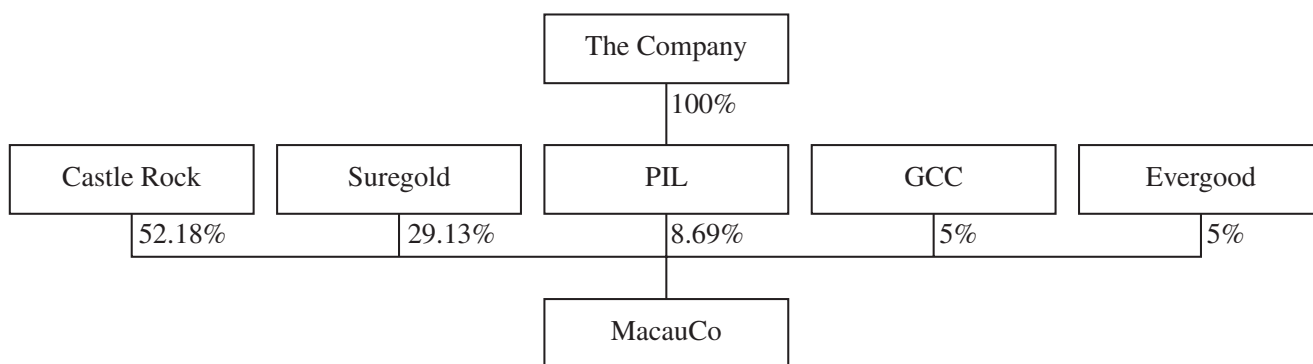 The Company
100%
Castle Rock
Suregold
PIL
GCC
Evergood
52.18%
29.13%
8.69%
5%
5%
MacauCo